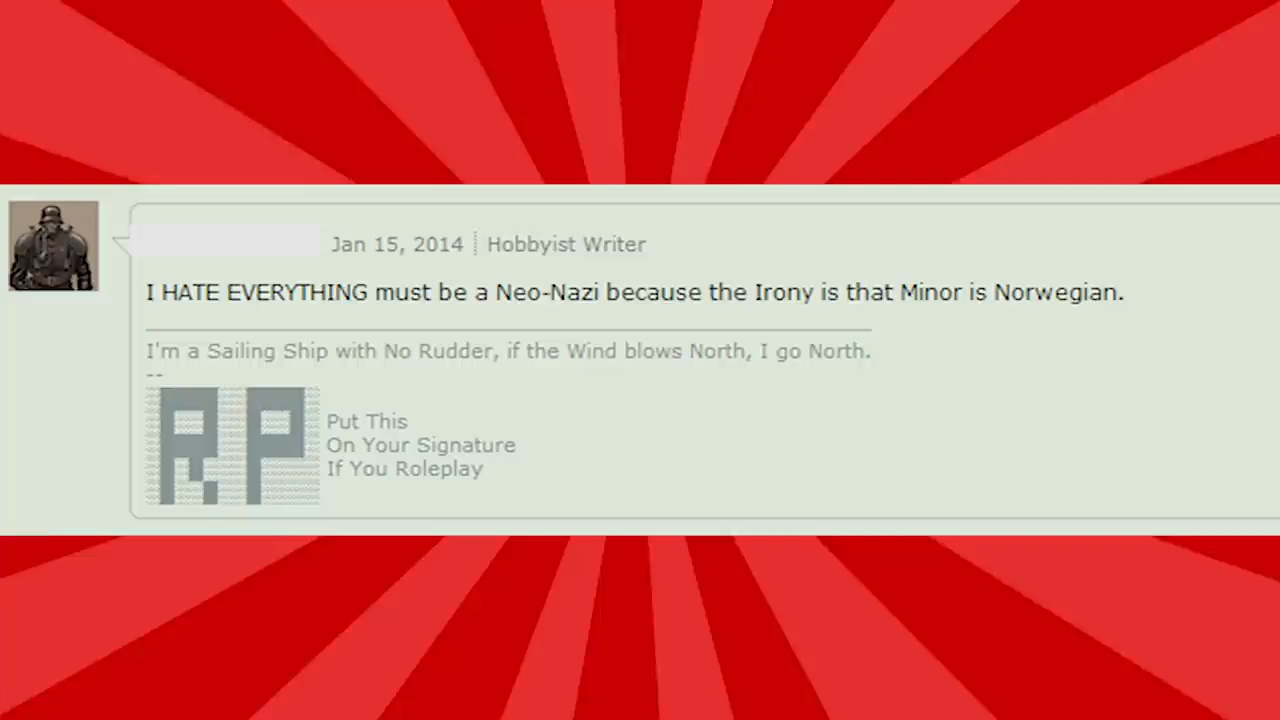 Jan 15, 2014 Hobbyist Writer
I HATE EVERYTHING must be a Neo-Nazi because the Irony is that Minor is Norwegian.
I'm a Sailing Ship with No Rudder, if the Wind blows North, I go North.
--
RP
Put This
On Your Signature
If You Roleplay